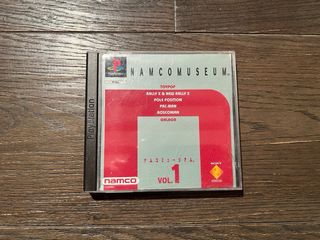 NAMCOMUSEUM
TOYPOP
RALLY X & NEW RALLY X
POLE POSITION
PAC-MAN
BOSCONIAN
GALAGA
VOL. 1
namco
PlayStation